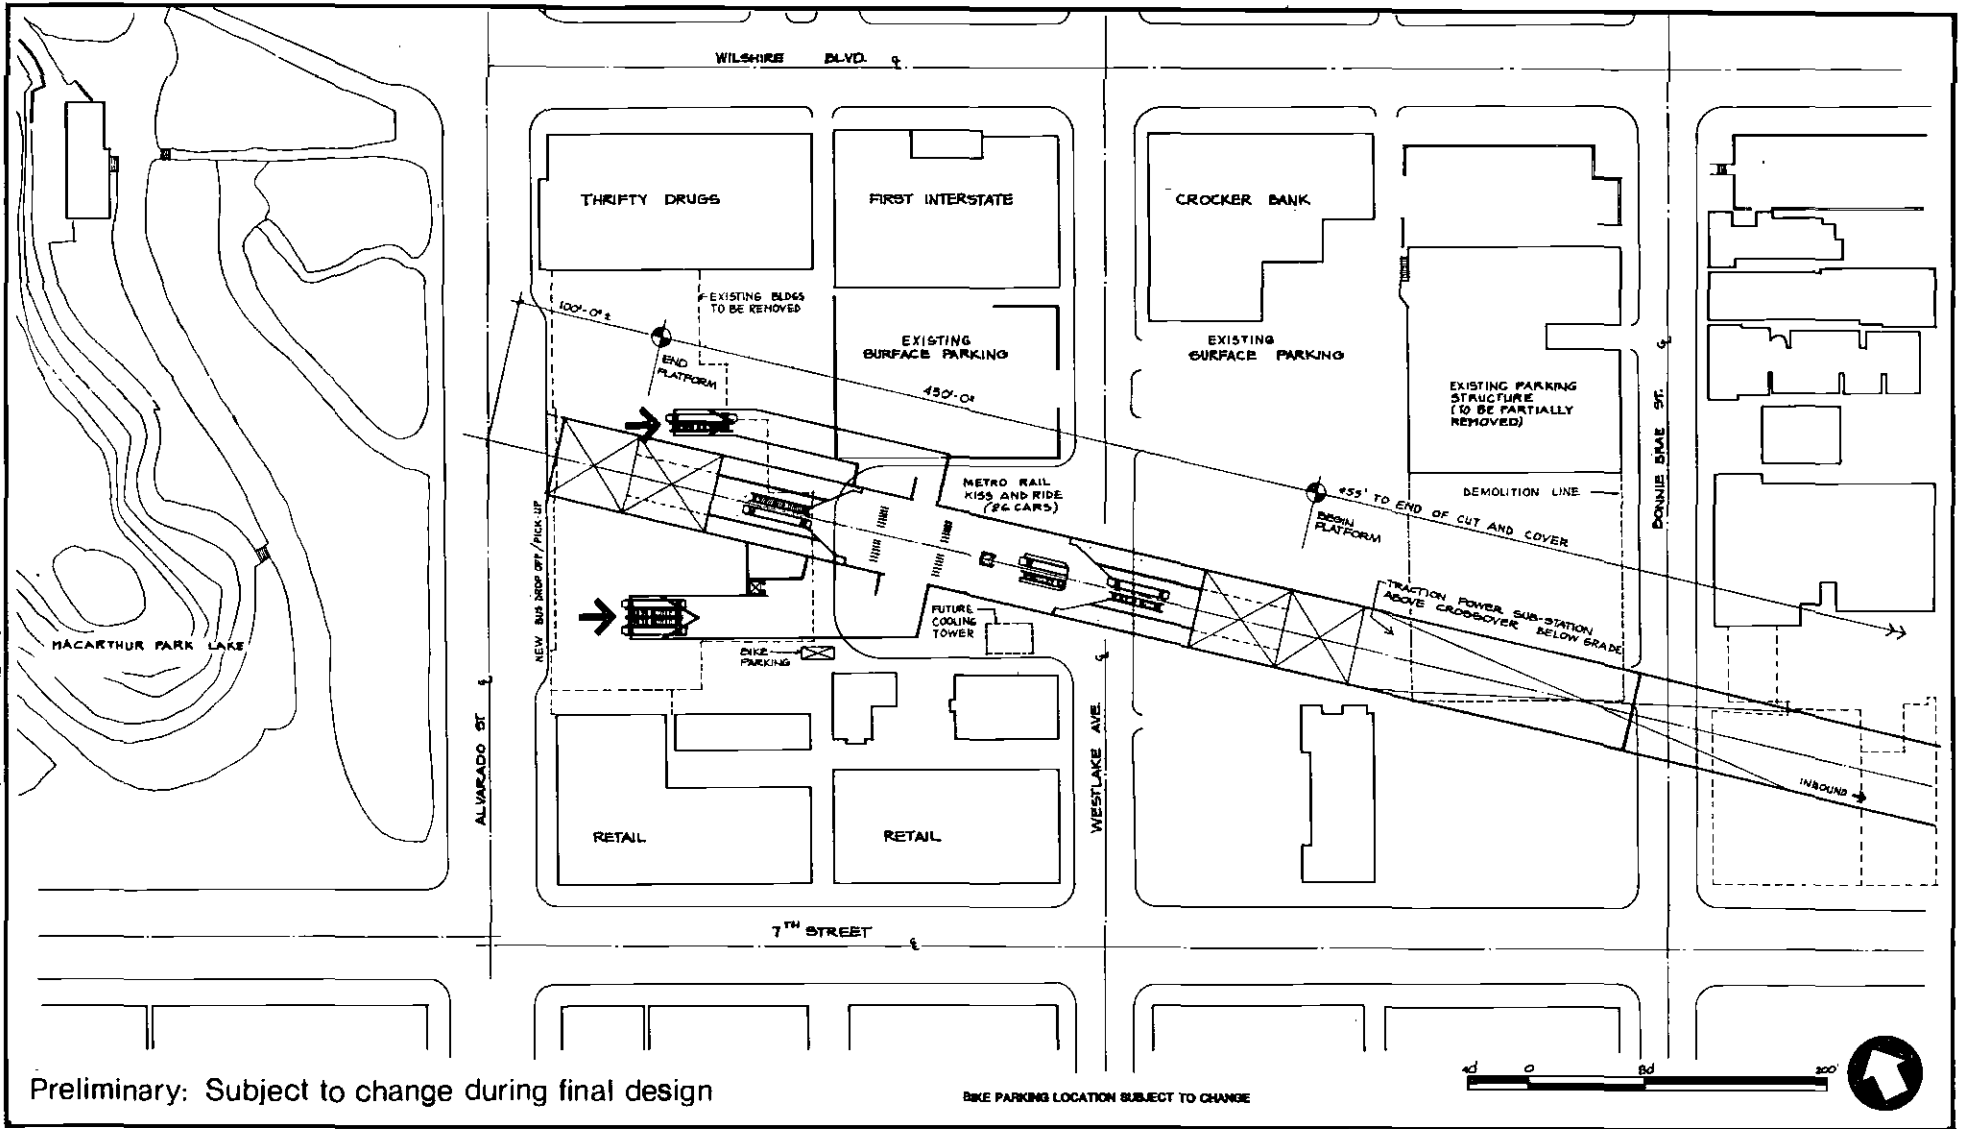 WILSHIRE BLVD. ℄
THRIFTY DRUGS
FIRST INTERSTATE
CROCKER BANK
EXISTING BLDGS
TO BE REMOVED
100'-0"±
END
PLATFORM
EXISTING
SURFACE PARKING
EXISTING
SURFACE PARKING
450'-0"
EXISTING PARKING
STRUCTURE
(TO BE PARTIALLY
REMOVED)
BONNIE BRAE ST. ℄
METRO RAIL
KISS AND RIDE
(26 CARS)
DEMOLITION LINE
455' TO END OF CUT AND COVER
BEGIN
PLATFORM
TRACTION POWER SUB-STATION
ABOVE CROSSOVER BELOW GRADE
NEW BUS DROP OFF/PICK-UP
FUTURE
COOLING
TOWER
BIKE
PARKING
MACARTHUR PARK LAKE
ALVARADO ST ℄
WESTLAKE AVE. ℄
INBOUND
RETAIL
RETAIL
7TH STREET ℄
40' 0 80' 200'
Preliminary: Subject to change during final design
BIKE PARKING LOCATION SUBJECT TO CHANGE